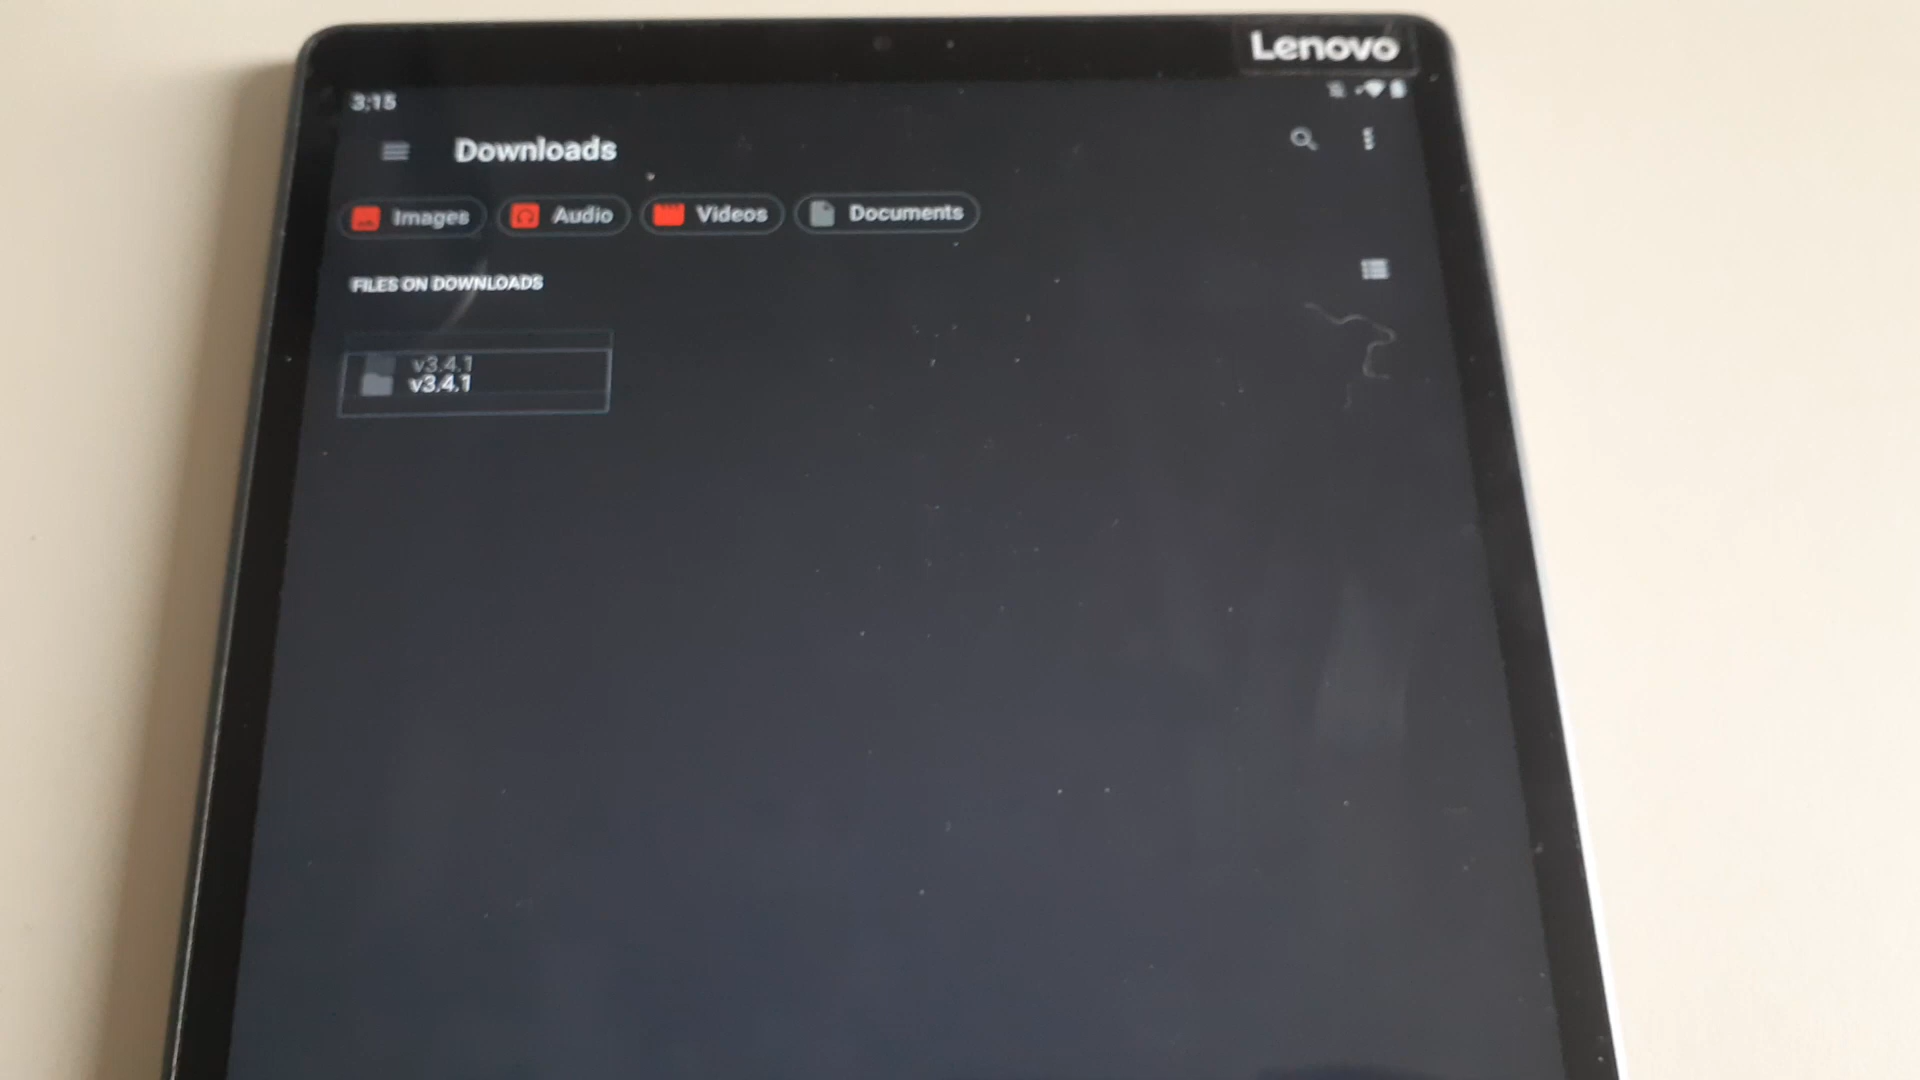 Lenovo
3:15
Downloads
Images Audio Videos Documents
FILES ON DOWNLOADS
v3.4.1
v3.4.1